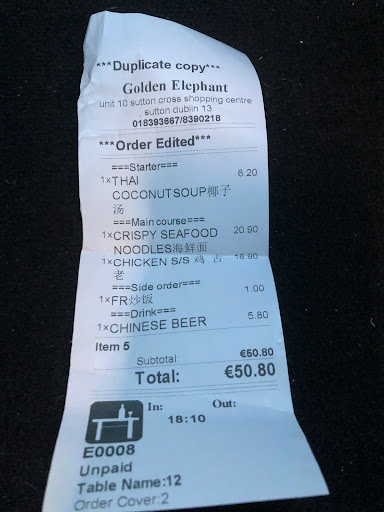 ***Duplicate copy***
Golden Elephant
unit 10 sutton cross shopping centre
sutton dublin 13
018393667/8390218
***Order Edited***
===Starter===
1×THAI 6.20
COCONUTSOUP椰子
汤
===Main course===
1×CRISPY SEAFOOD 20.90
NOODLES海鲜面
1×CHICKEN S/S 鸡 古 16.90
老
===Side order===
1×FR炒饭 1.00
===Drink===
1×CHINESE BEER 5.80
Item 5
Subtotal: €50.80
Total: €50.80
In: Out:
18:10
E0008
Unpaid
Table Name:12
Order Cover:2